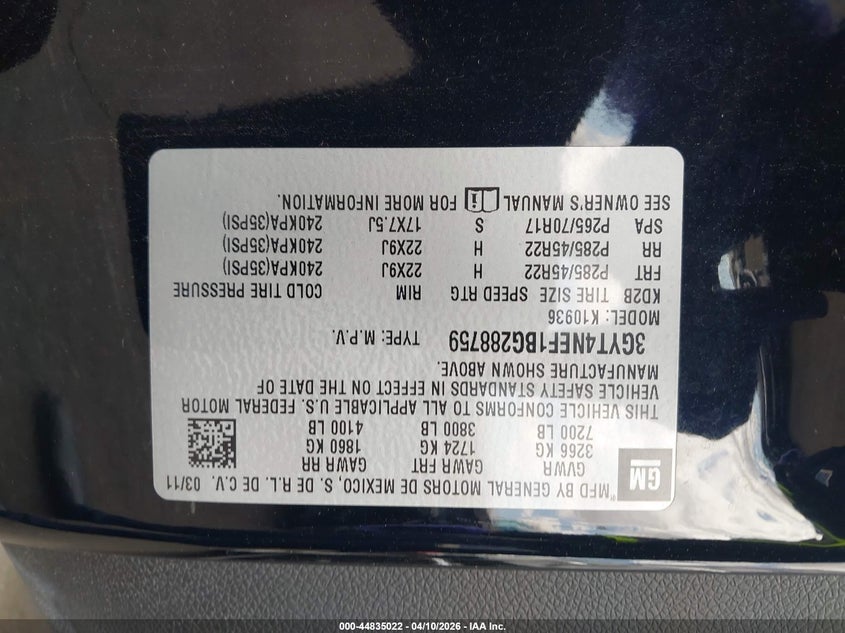 MFD BY GENERAL MOTORS DE MEXICO, S. DE R.L. DE C.V. 03/11
GM
GVWR GAWR FRT GAWR RR
3266 KG 1724 KG 1860 KG
7200 LB 3800 LB 4100 LB
THIS VEHICLE CONFORMS TO ALL APPLICABLE U.S. FEDERAL MOTOR
VEHICLE SAFETY STANDARDS IN EFFECT ON THE DATE OF
MANUFACTURE SHOWN ABOVE.
3GYT4NEF1BG288759 TYPE: M.P.V.
MODEL: K10936
KD2B TIRE SIZE SPEED RTG RIM COLD TIRE PRESSURE
FRT P285/45R22 H 22X9J 240KPA(35PSI)
RR P285/45R22 H 22X9J 240KPA(35PSI)
SPA P265/70R17 S 17X7.5J 240KPA(35PSI)
SEE OWNER'S MANUAL FOR MORE INFORMATION.
000-44835022 - 04/10/2026 - IAA Inc.